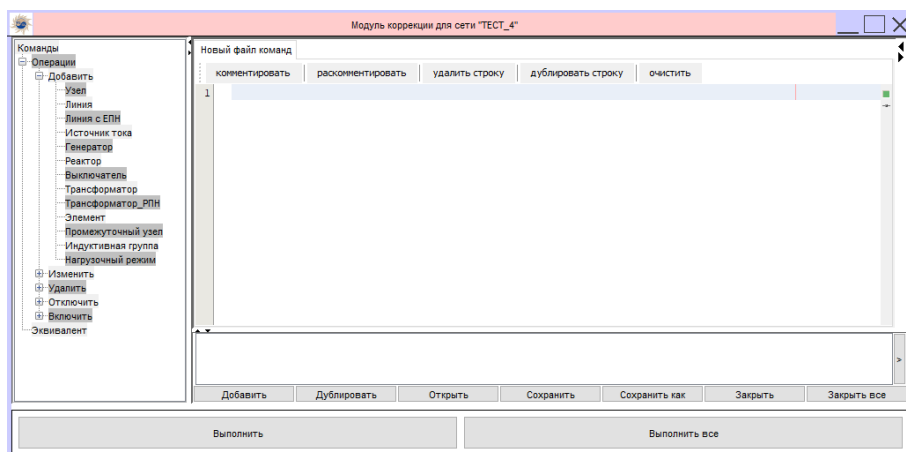 Модуль коррекции для сети "ТЕСТ_4"
Команды
Операции
Добавить
Узел
Линия
Линия с ЕПН
Источник тока
Генератор
Реактор
Выключатель
Трансформатор
Трансформатор_РПН
Элемент
Промежуточный узел
Индуктивная группа
Нагрузочный режим
Изменить
Удалить
Отключить
Включить
Эквивалент
Новый файл команд
комментировать раскомментировать удалить строку дублировать строку очистить
1
>
Добавить Дублировать Открыть Сохранить Сохранить как Закрыть Закрыть все
Выполнить Выполнить все